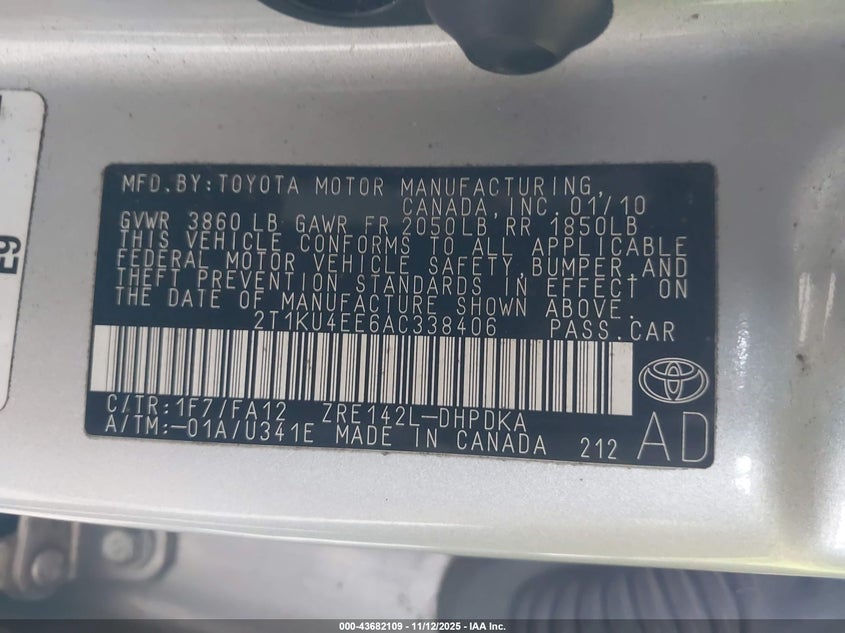 E9
MFD.BY:TOYOTA MOTOR MANUFACTURING,
CANADA,INC. 01/10
GVWR 3860 LB GAWR FR 2050LB RR 1850LB
THIS VEHICLE CONFORMS TO ALL APPLICABLE
FEDERAL MOTOR VEHICLE SAFETY,BUMPER,AND
THEFT PREVENTION STANDARDS IN EFFECT ON
THE DATE OF MANUFACTURE SHOWN ABOVE.
2T1KU4EE6AC338406 PASS.CAR
C/TR:1F7/FA12 ZRE142L-DHPDKA
A/TM:-01A/U341E MADE IN CANADA 212 AD
000-43682109 - 11/12/2025 - IAA Inc.